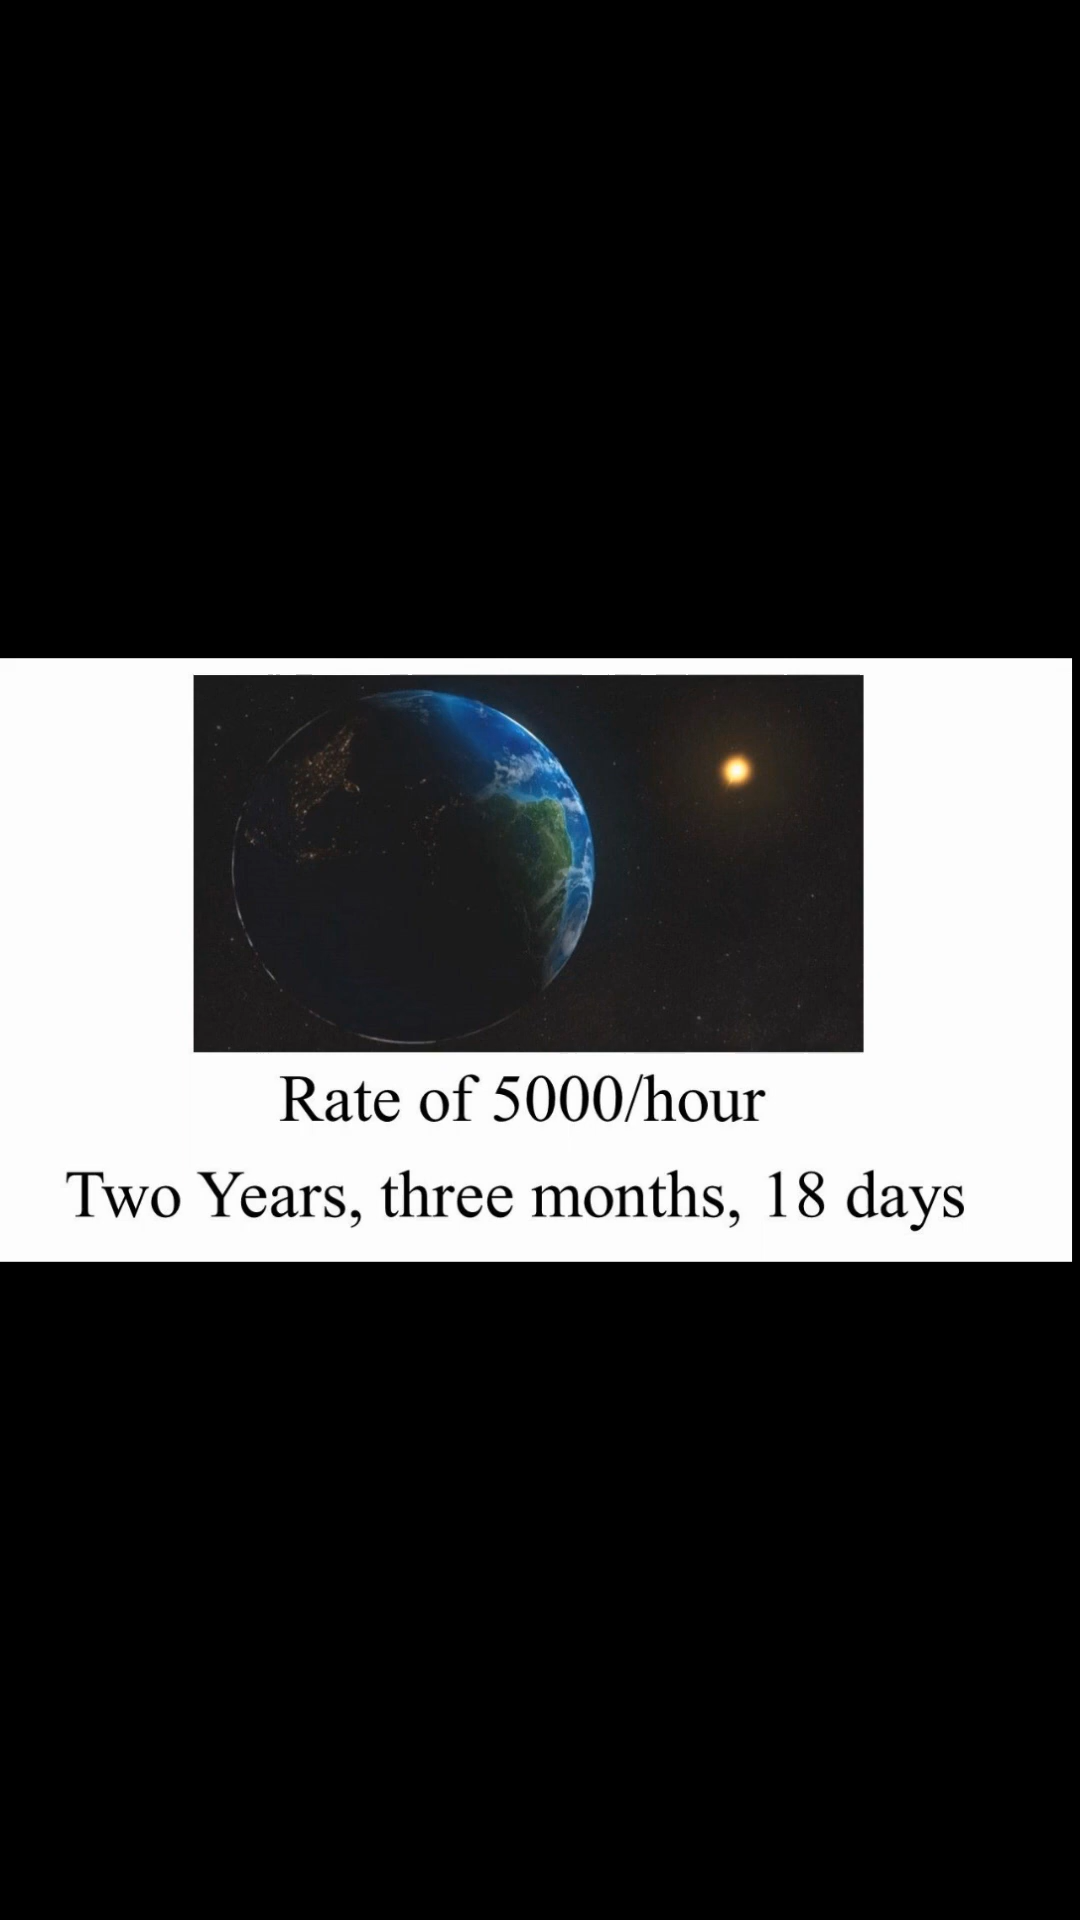 Rate of 5000/hour
Two Years, three months, 18 days